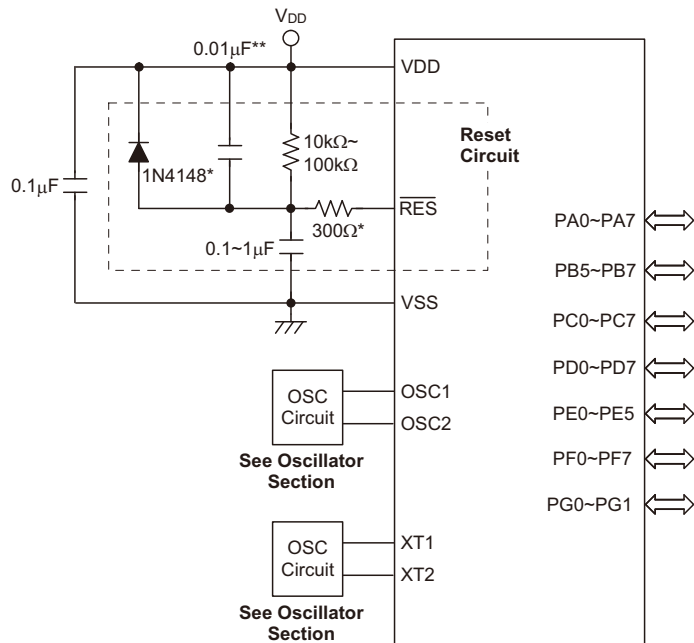 VDD
0.01μF**
VDD
10kΩ~
100kΩ
Reset
Circuit
1N4148*
0.1μF
RES
300Ω*
0.1~1μF
VSS
PA0~PA7
PB5~PB7
PC0~PC7
PD0~PD7
PE0~PE5
PF0~PF7
PG0~PG1
OSC
Circuit
OSC1
OSC2
See Oscillator
Section
OSC
Circuit
XT1
XT2
See Oscillator
Section